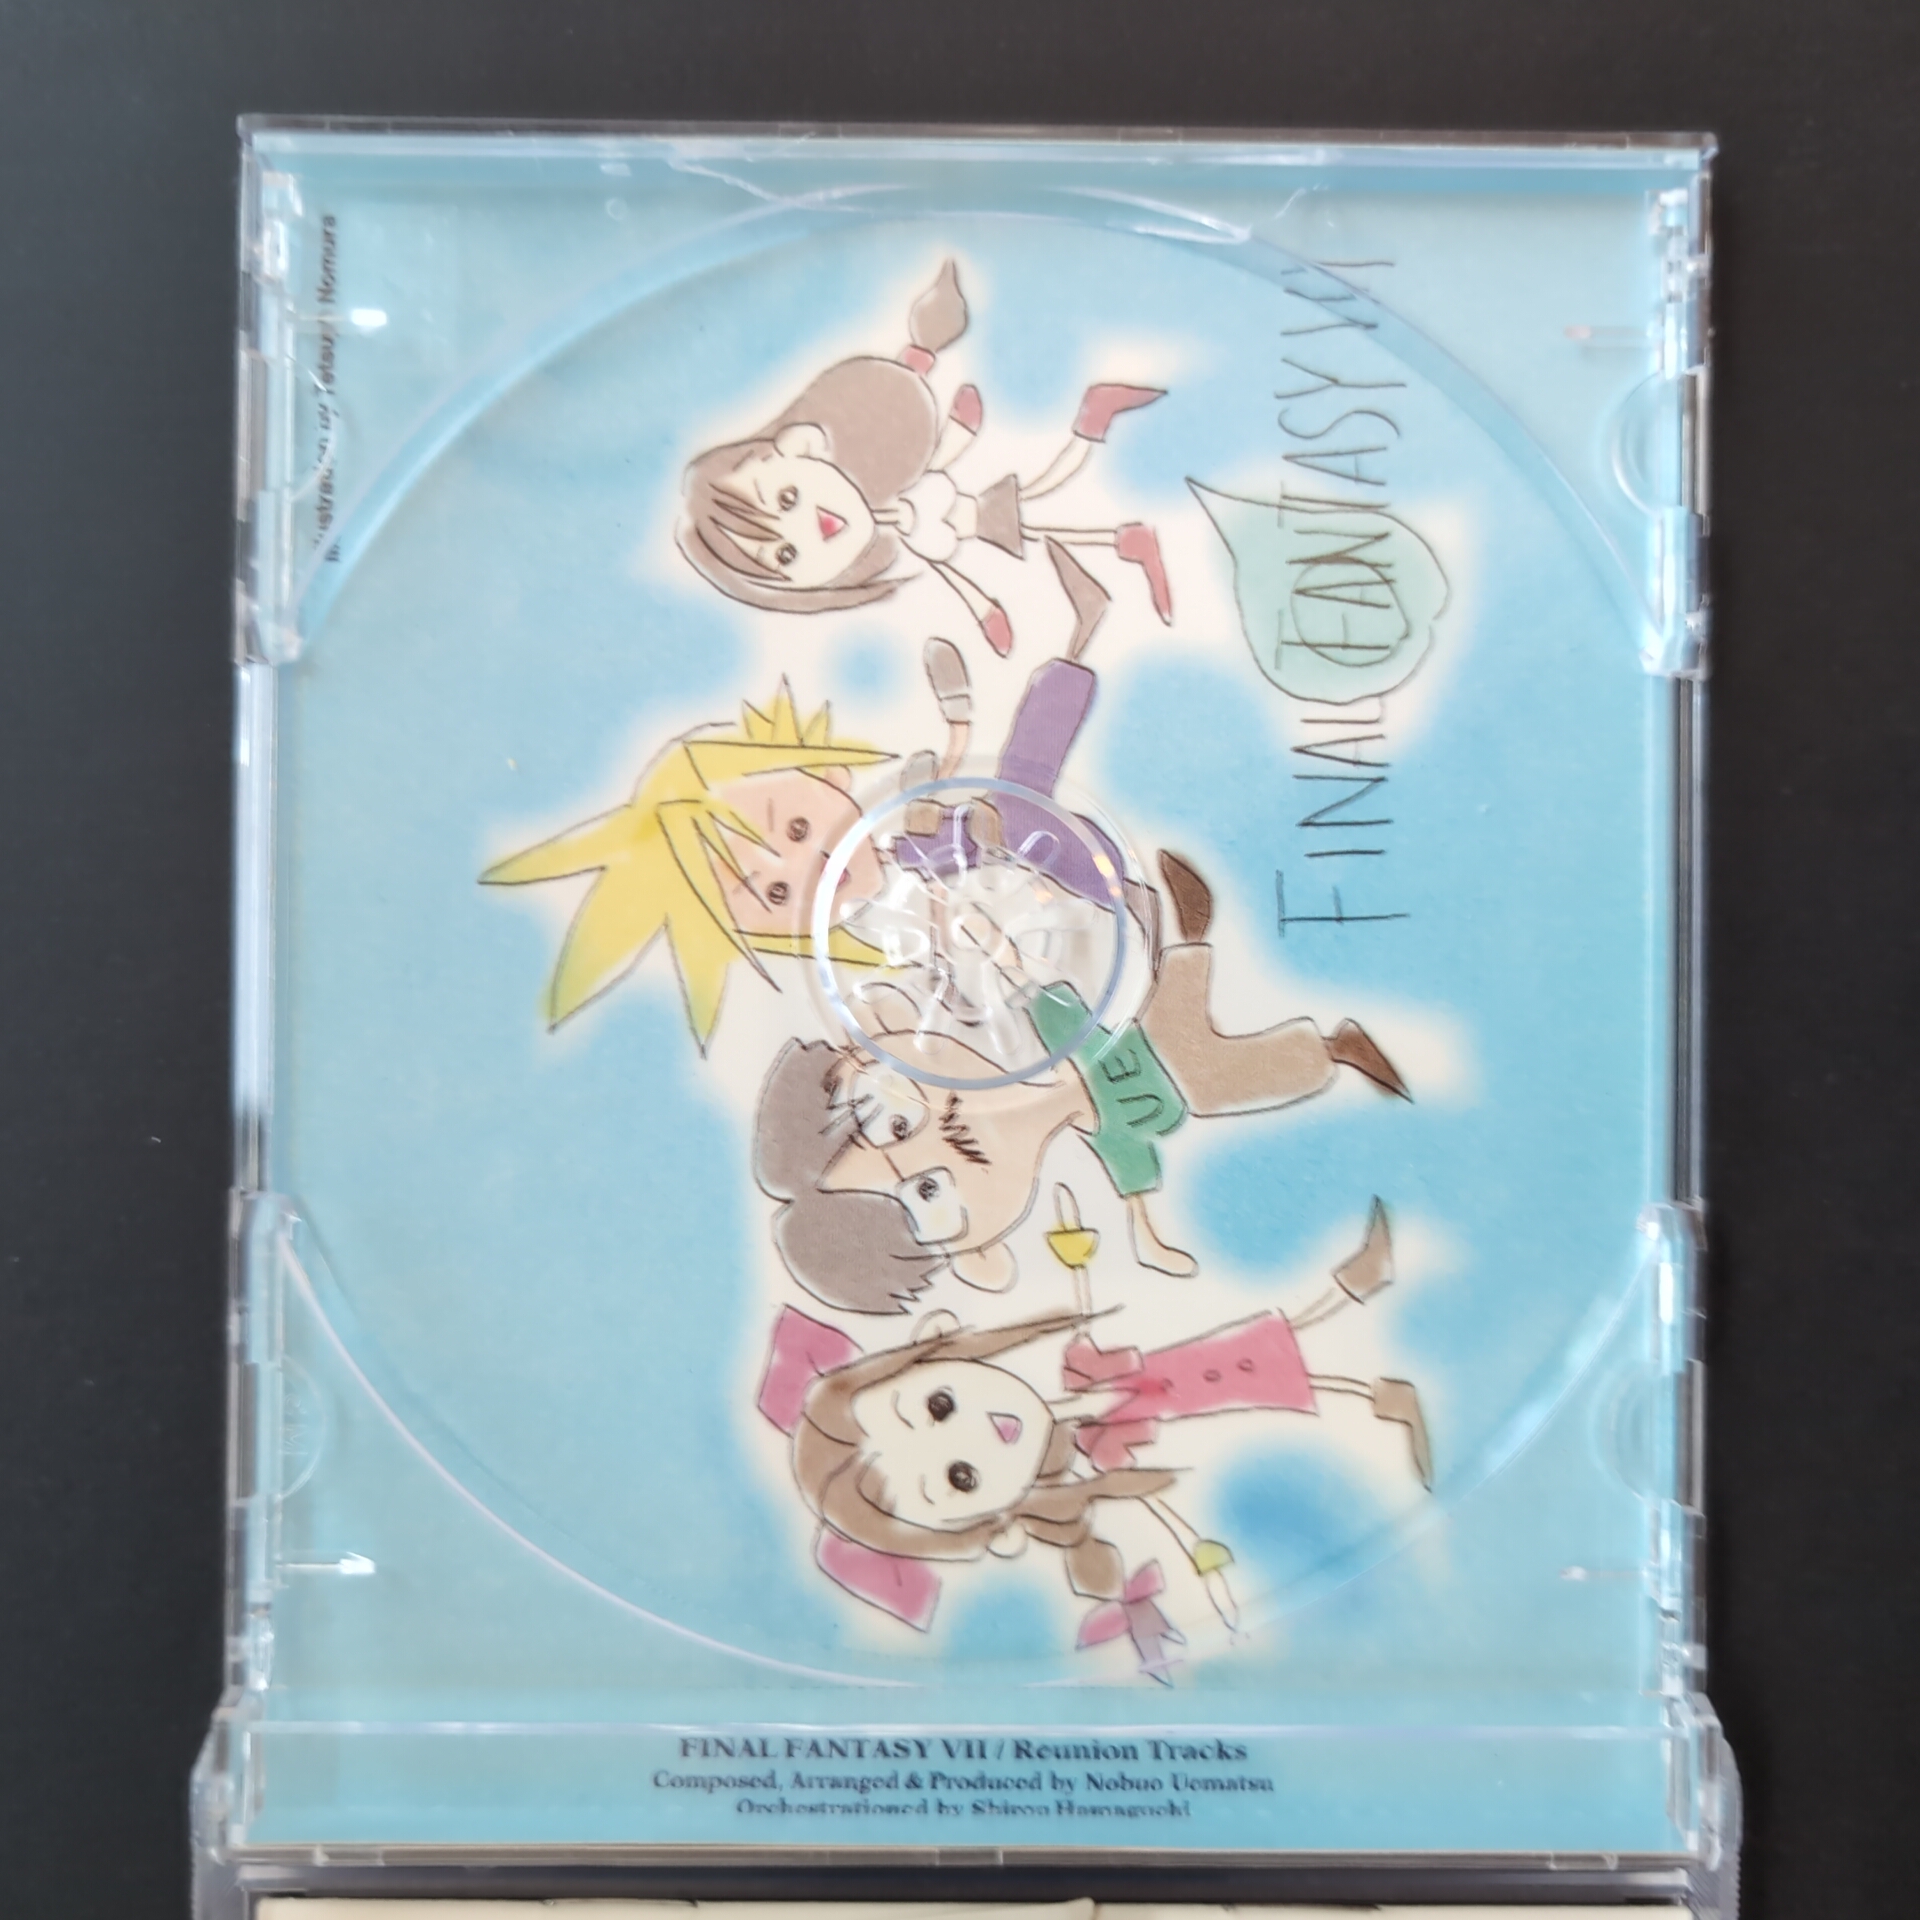 Illustration by Tetsuya Nomura
FINAL FANTASY VII / Reunion Tracks
Composed, Arranged & Produced by Nobuo Uematsu
Orchestrationed by Shiro Hamaguchi
UE
FINAL FANTASY VII